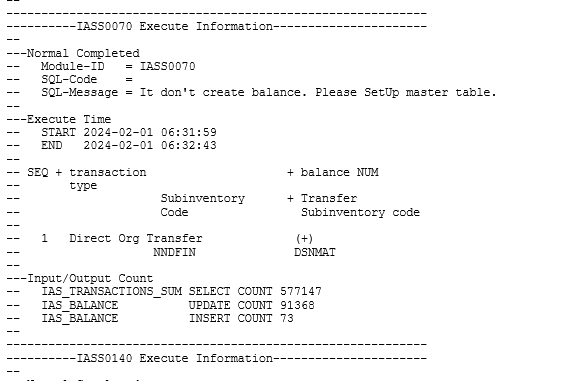 --
------------------------------------------------------------
----------IASS0070 Execute Information----------------------
--
---Normal Completed
--   Module-ID   = IASS0070
--   SQL-Code    =
--   SQL-Message = It don't create balance. Please SetUp master table.
--
---Execute Time
--   START 2024-02-01 06:31:59
--   END   2024-02-01 06:32:43
--
-- SEQ + transaction                    + balance NUM
--       type
--                    Subinventory      + Transfer
--                    Code                Subinventory code
--
--   1   Direct Org Transfer             (+)
--                   NNDFIN              DSNMAT
--
---Input/Output Count
--   IAS_TRANSACTIONS_SUM SELECT COUNT 577147
--   IAS_BALANCE          UPDATE COUNT 91368
--   IAS_BALANCE          INSERT COUNT 73
--
------------------------------------------------------------
----------IASS0140 Execute Information----------------------
--